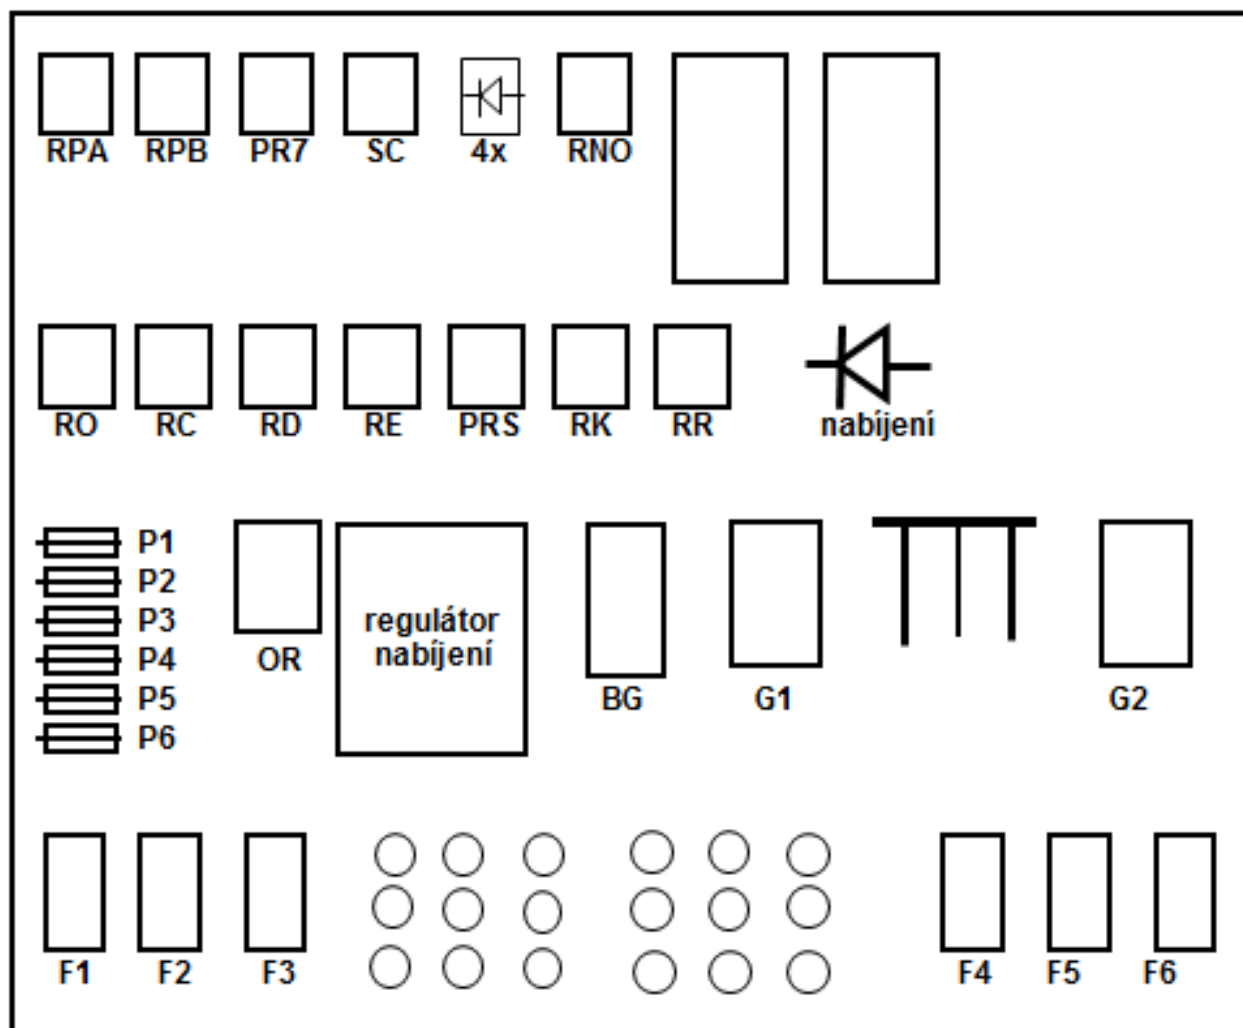 RPA RPB PR7 SC 4x RNO
RO RC RD RE PRS RK RR nabíjení
P1
P2
P3
P4
P5
P6
OR
regulátor
nabíjení
BG G1 G2
F1 F2 F3 F4 F5 F6